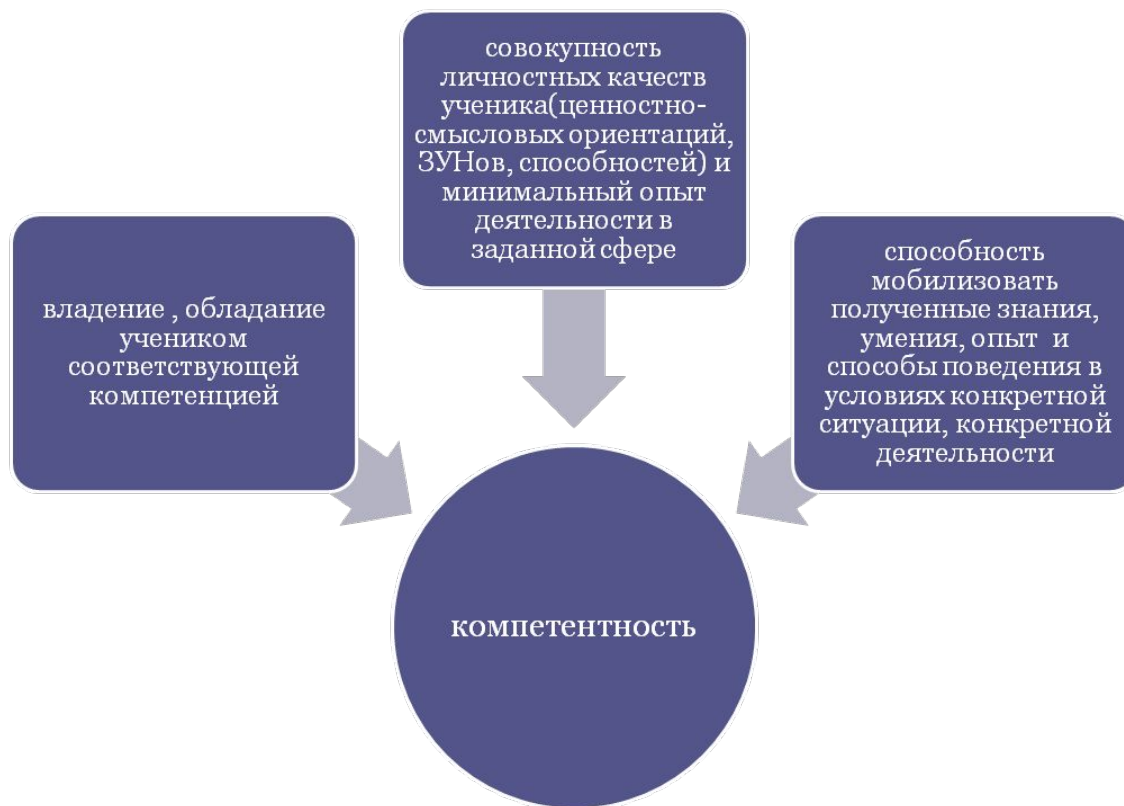 совокупность
личностных качеств
ученика(ценностно-
смысловых ориентаций,
ЗУНов, способностей) и
минимальный опыт
деятельности в
заданной сфере
владение , обладание
учеником
соответствующей
компетенцией
способность
мобилизовать
полученные знания,
умения, опыт и
способы поведения в
условиях конкретной
ситуации, конкретной
деятельности
компетентность